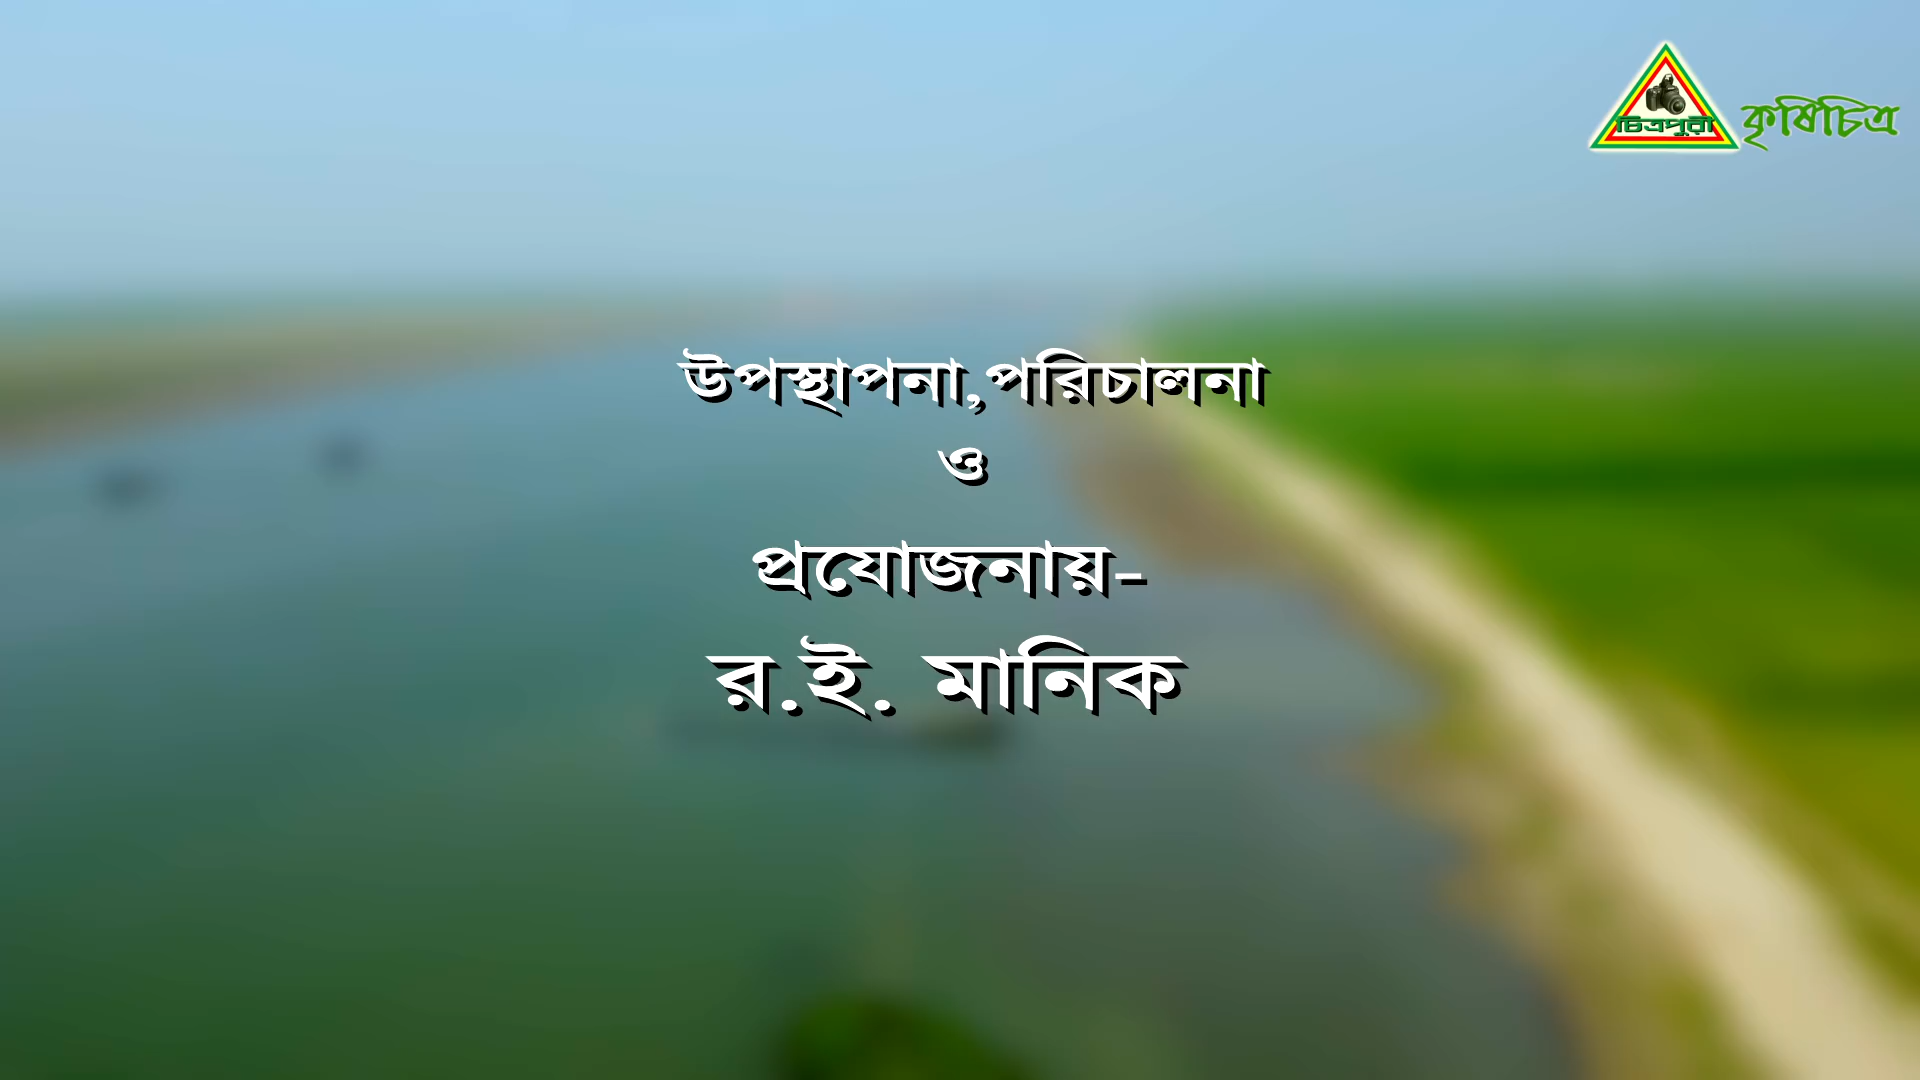 চিত্রপুরী কৃষিচিত্র
উপস্থাপনা,পরিচালনা
ও
প্রযোজনায়-
র.ই. মানিক